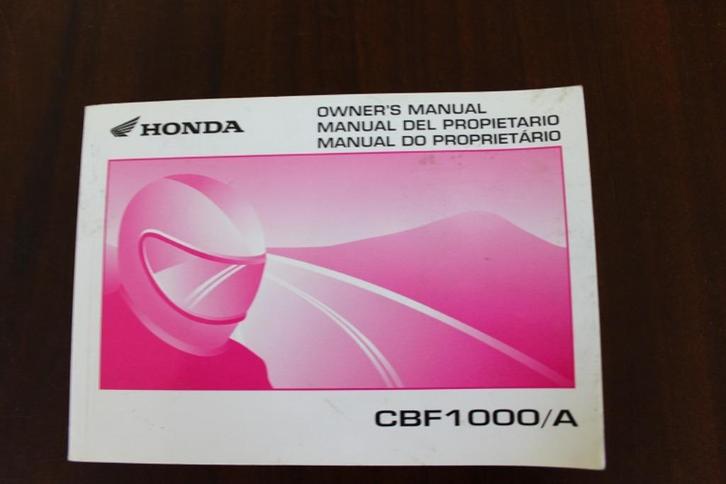 HONDA
OWNER'S MANUAL
MANUAL DEL PROPIETARIO
MANUAL DO PROPRIETÁRIO
CBF1000/A